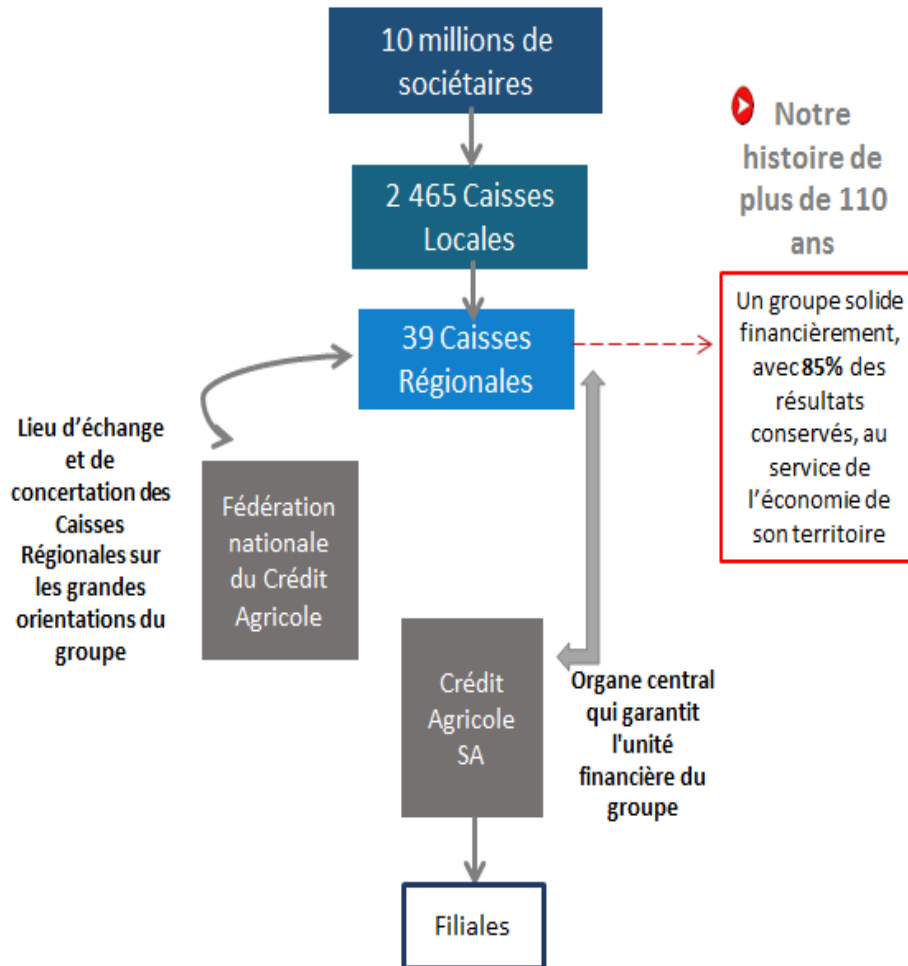 10 millions de
sociétaires
2 465 Caisses
Locales
39 Caisses
Régionales
Notre
histoire de
plus de 110
ans
Un groupe solide
financièrement,
avec 85% des
résultats
conservés, au
service de
l’économie de
son territoire
Lieu d’échange
et de
concertation des
Caisses
Régionales sur
les grandes
orientations du
groupe
Fédération
nationale
du Crédit
Agricole
Crédit
Agricole
SA
Organe central
qui garantit
l'unité
financière du
groupe
Filiales